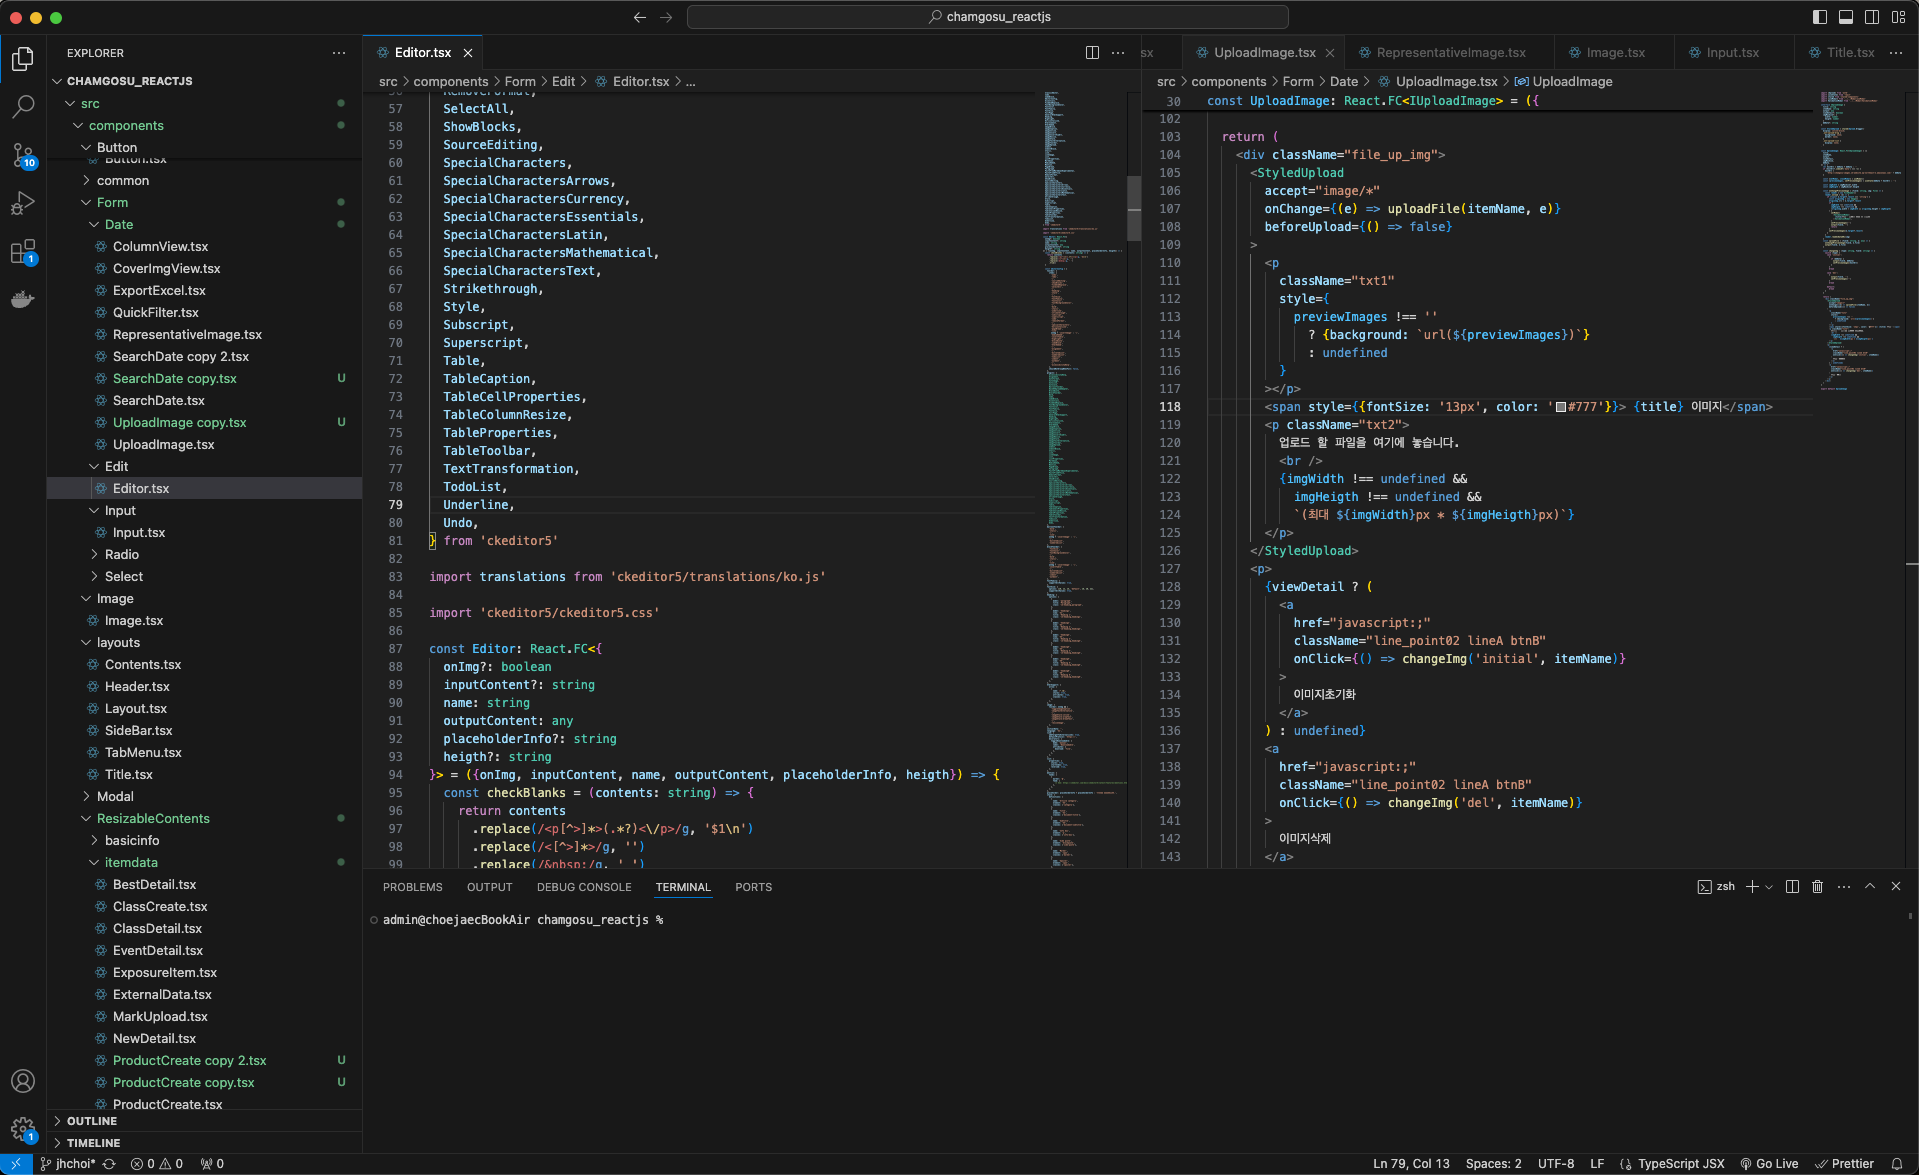 chamgosu_reactjs
EXPLORER
CHAMGOSU_REACTJS
src
components
Button
Button.tsx
common
Form
Date
ColumnView.tsx
CoverImgView.tsx
ExportExcel.tsx
QuickFilter.tsx
RepresentativeImage.tsx
SearchDate copy 2.tsx
SearchDate copy.tsx U
SearchDate.tsx
UploadImage copy.tsx U
UploadImage.tsx
Edit
Editor.tsx
Input
Input.tsx
Radio
Select
Image
Image.tsx
layouts
Contents.tsx
Header.tsx
Layout.tsx
SideBar.tsx
TabMenu.tsx
Title.tsx
Modal
ResizableContents
basicinfo
itemdata
BestDetail.tsx
ClassCreate.tsx
ClassDetail.tsx
EventDetail.tsx
ExposureItem.tsx
ExternalData.tsx
MarkUpload.tsx
NewDetail.tsx
ProductCreate copy 2.tsx U
ProductCreate copy.tsx U
ProductCreate.tsx
OUTLINE
TIMELINE
10
1
1
Editor.tsx
src > components > Form > Edit > Editor.tsx > ...
56 RemoveFormat,
57 SelectAll,
58 ShowBlocks,
59 SourceEditing,
60 SpecialCharacters,
61 SpecialCharactersArrows,
62 SpecialCharactersCurrency,
63 SpecialCharactersEssentials,
64 SpecialCharactersLatin,
65 SpecialCharactersMathematical,
66 SpecialCharactersText,
67 Strikethrough,
68 Style,
69 Subscript,
70 Superscript,
71 Table,
72 TableCaption,
73 TableCellProperties,
74 TableColumnResize,
75 TableProperties,
76 TableToolbar,
77 TextTransformation,
78 TodoList,
79 Underline,
80 Undo,
81 } from 'ckeditor5'
82
83 import translations from 'ckeditor5/translations/ko.js'
84
85 import 'ckeditor5/ckeditor5.css'
86
87 const Editor: React.FC<{
88 onImg?: boolean
89 inputContent?: string
90 name: string
91 outputContent: any
92 placeholderInfo?: string
93 heigth?: string
94 }> = ({onImg, inputContent, name, outputContent, placeholderInfo, heigth}) => {
95 const checkBlanks = (contents: string) => {
96 return contents
97 .replace(/<p[^>]*>(.*?)<\/p>/g, '$1\n')
98 .replace(/<[^>]*>/g, '')
99 .replace(/&nbsp;/g, ' ')
sx UploadImage.tsx RepresentativeImage.tsx Image.tsx Input.tsx Title.tsx
src > components > Form > Date > UploadImage.tsx > UploadImage
30 const UploadImage: React.FC<IUploadImage> = ({
102
103 return (
104 <div className="file_up_img">
105 <StyledUpload
106 accept="image/*"
107 onChange={(e) => uploadFile(itemName, e)}
108 beforeUpload={() => false}
109 >
110 <p
111 className="txt1"
112 style={
113 previewImages !== ''
114 ? {background: `url(${previewImages})`}
115 : undefined
116 }
117 ></p>
118 <span style={{fontSize: '13px', color: '#777'}}> {title} 이미지</span>
119 <p className="txt2">
120 업로드 할 파일을 여기에 놓습니다.
121 <br />
122 {imgWidth !== undefined &&
123 imgHeigth !== undefined &&
124 `(최대 ${imgWidth}px * ${imgHeigth}px)`}
125 </p>
126 </StyledUpload>
127 <p>
128 {viewDetail ? (
129 <a
130 href="javascript:;"
131 className="line_point02 lineA btnB"
132 onClick={() => changeImg('initial', itemName)}
133 >
134 이미지초기화
135 </a>
136 ) : undefined}
137 <a
138 href="javascript:;"
139 className="line_point02 lineA btnB"
140 onClick={() => changeImg('del', itemName)}
141 >
142 이미지삭제
143 </a>
PROBLEMS OUTPUT DEBUG CONSOLE TERMINAL PORTS
zsh
admin@choejaecBookAir chamgosu_reactjs %
jhchoi* 0 0 0
Ln 79, Col 13 Spaces: 2 UTF-8 LF TypeScript JSX Go Live Prettier